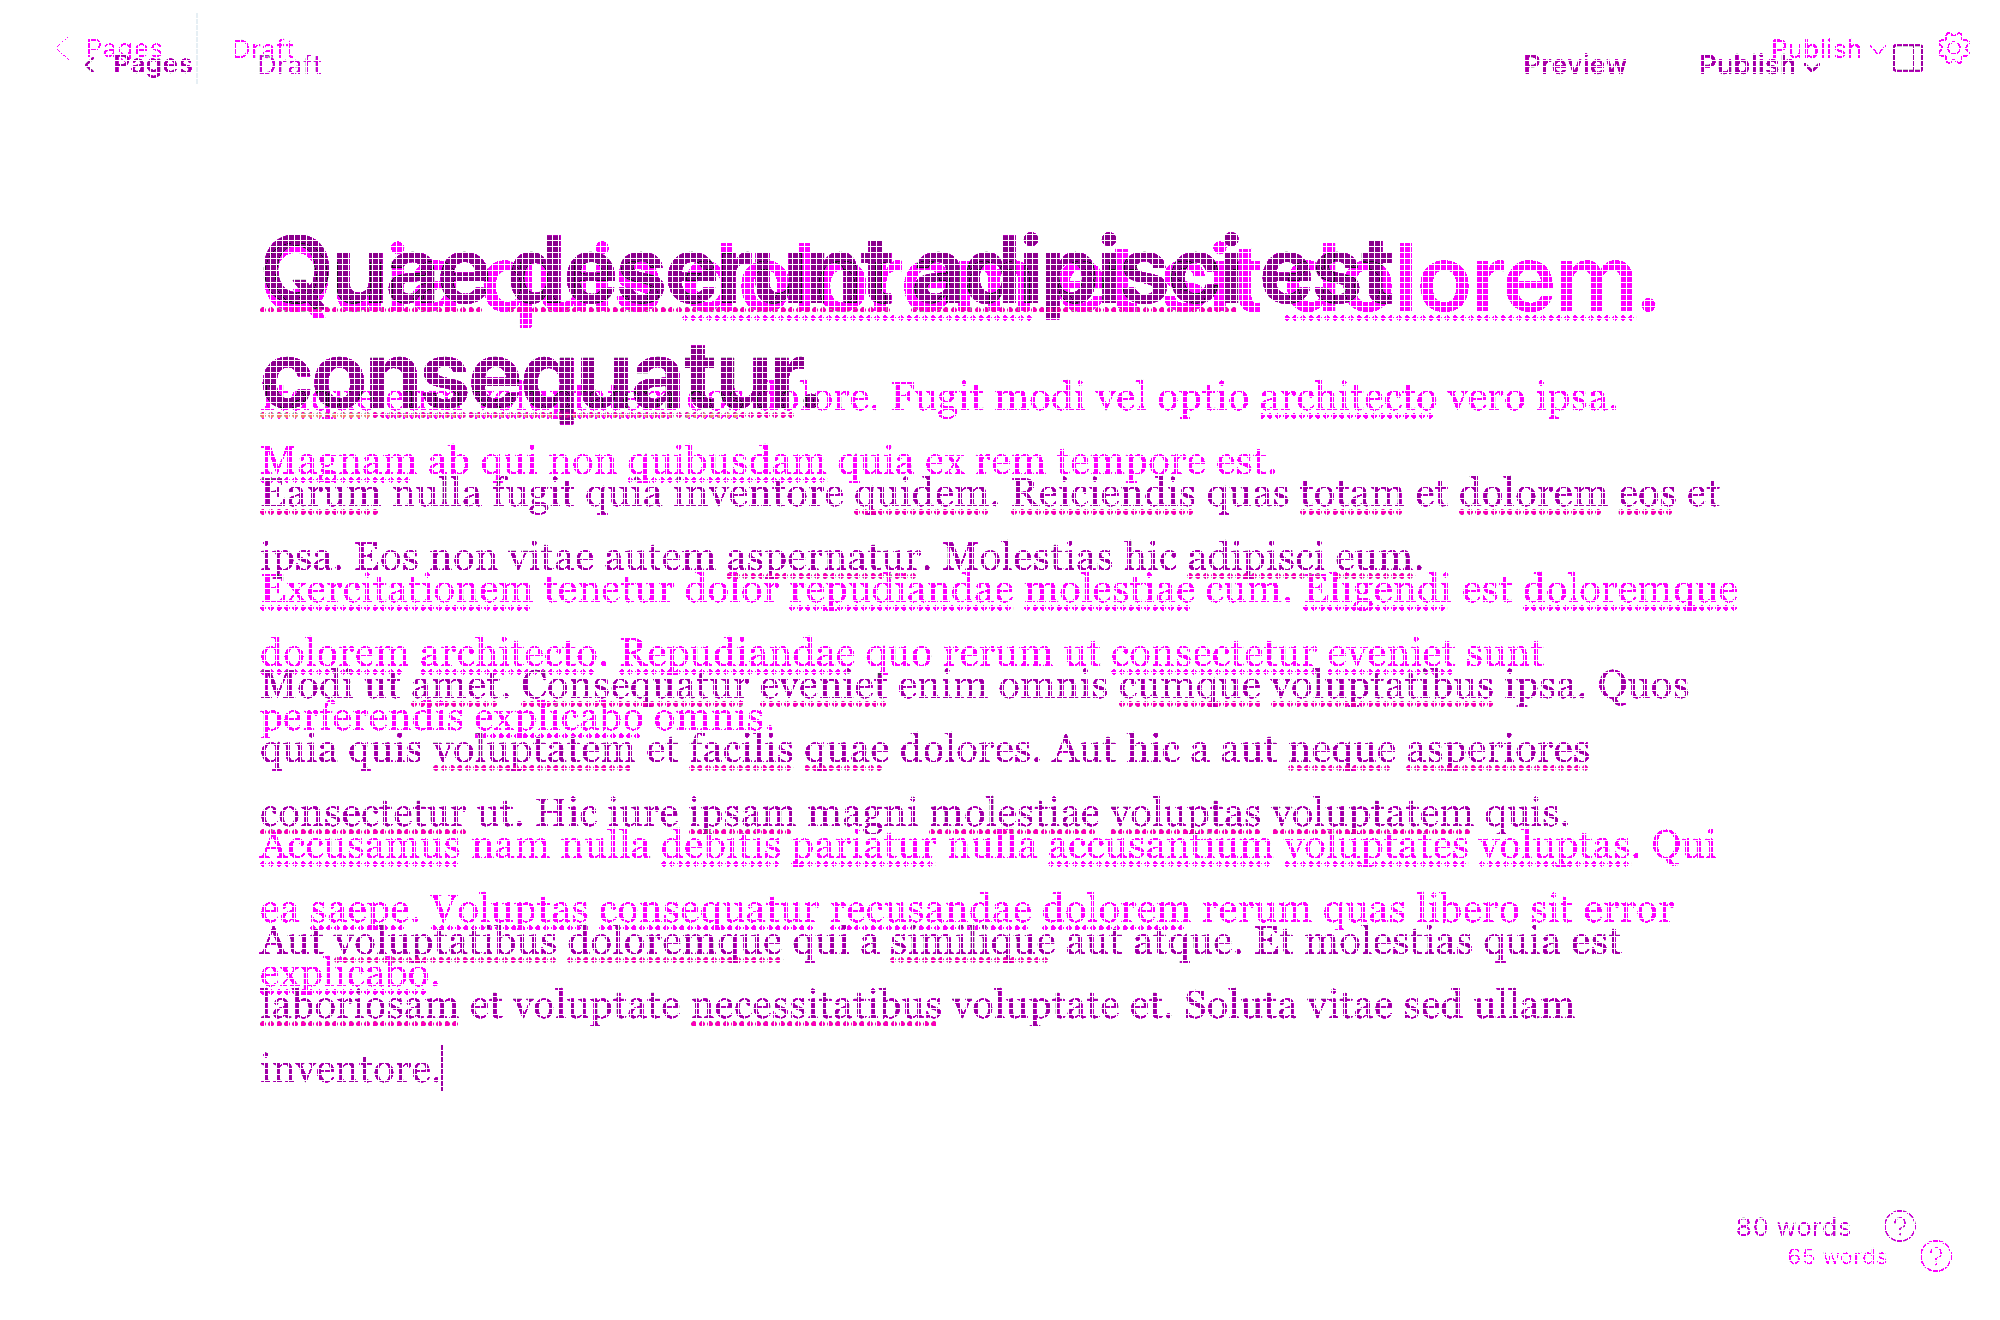 Pages Draft Publish
Pages Draft Preview Publish
Quae deserunt adipisci est
dolorem.
consequatur.
Fugit modi vel optio architecto vero ipsa.
Magnam ab qui non quibusdam quia ex rem tempore est.
Earum nulla fugit quia inventore quidem. Reiciendis quas totam et dolorem eos et
ipsa. Eos non vitae autem aspernatur. Molestias hic adipisci eum.
Exercitationem tenetur dolor repudiandae molestiae cum. Eligendi est doloremque
dolorem architecto. Repudiandae quo rerum ut consectetur eveniet sunt
Modi ut amet. Consequatur eveniet enim omnis cumque voluptatibus ipsa. Quos
perferendis explicabo omnis.
quia quis voluptatem et facilis quae dolores. Aut hic a aut neque asperiores
consectetur ut. Hic iure ipsam magni molestiae voluptas voluptatem quis.
Accusamus nam nulla debitis pariatur nulla accusantium voluptates voluptas. Qui
ea saepe. Voluptas consequatur recusandae dolorem rerum quas libero sit error
Aut voluptatibus doloremque qui a similique aut atque. Et molestias quia est
explicabo.
laboriosam et voluptate necessitatibus voluptate et. Soluta vitae sed ullam
inventore.
80 words ?
65 words ?